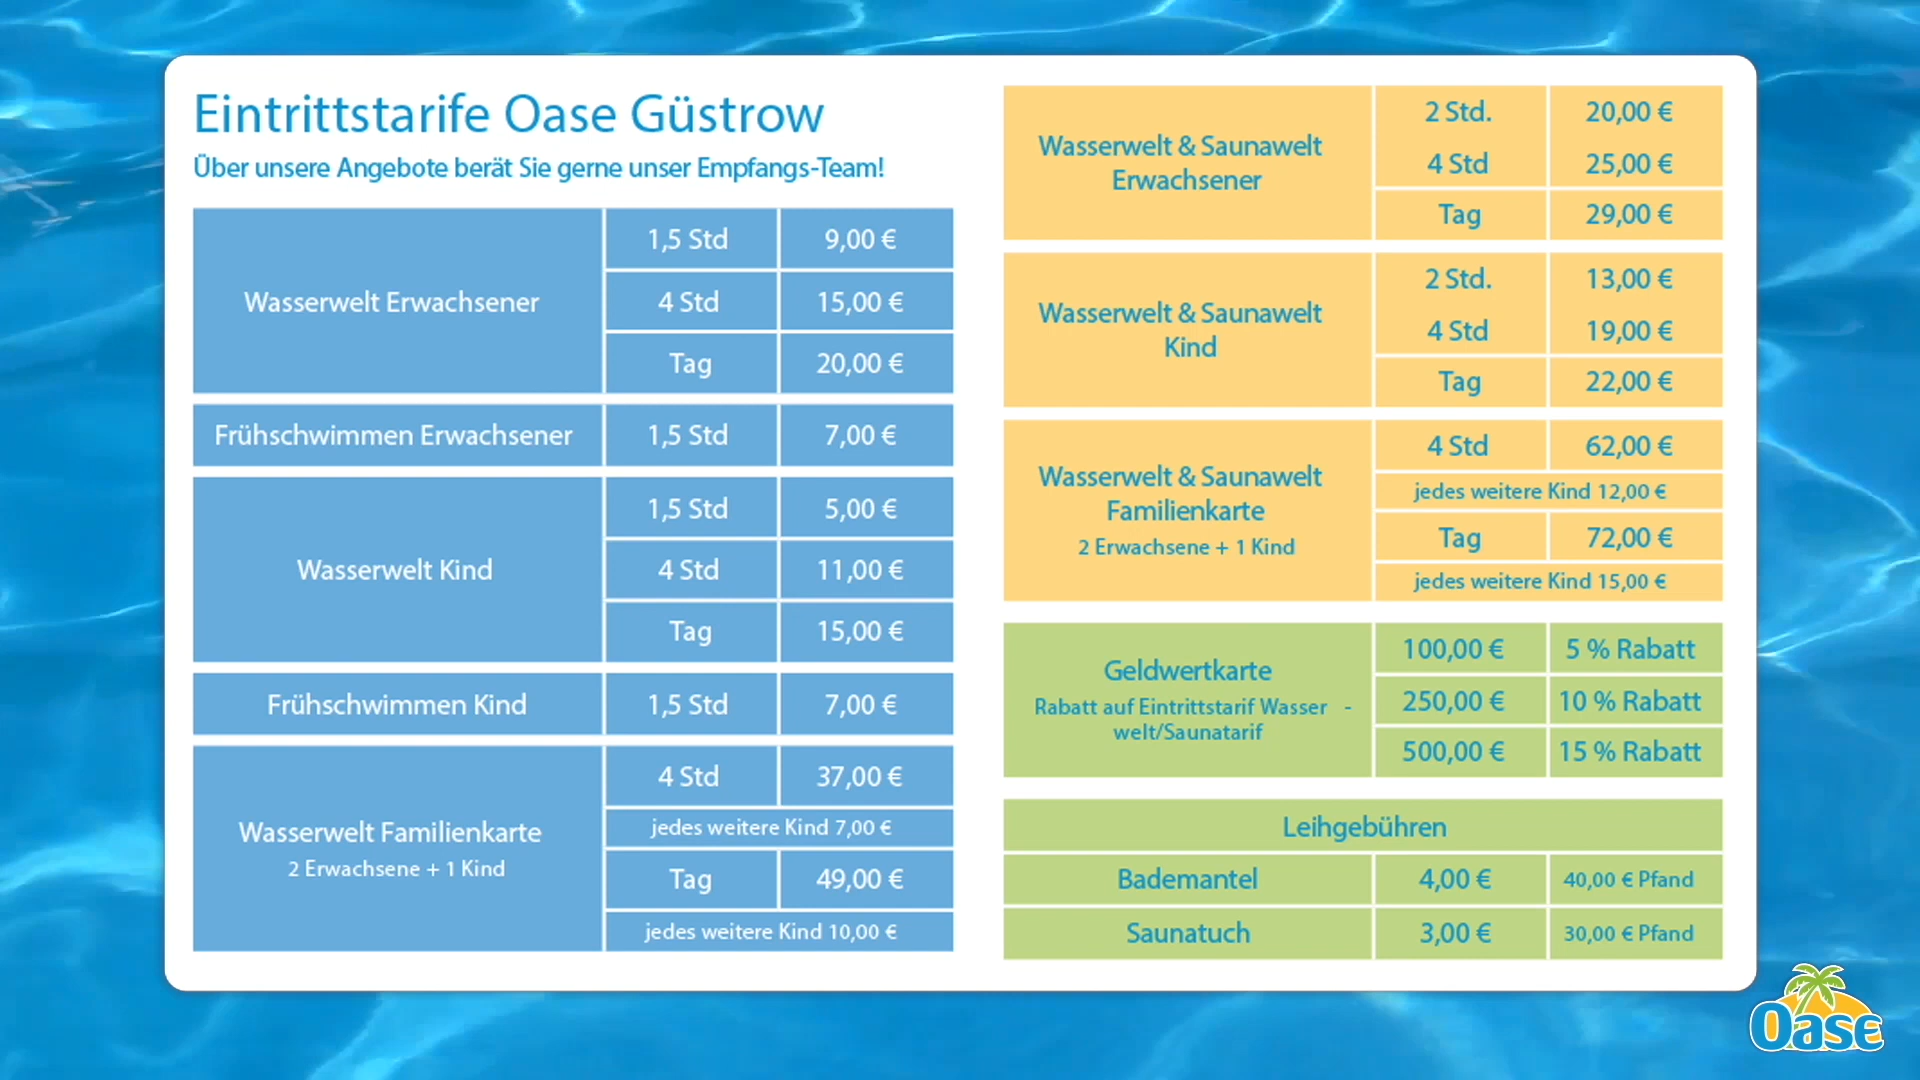 Eintrittstarife Oase Güstrow
Über unsere Angebote berät Sie gerne unser Empfangs-Team!
Wasserwelt Erwachsener
1,5 Std 9,00 €
4 Std 15,00 €
Tag 20,00 €
Frühschwimmen Erwachsener 1,5 Std 7,00 €
Wasserwelt Kind
1,5 Std 5,00 €
4 Std 11,00 €
Tag 15,00 €
Frühschwimmen Kind 1,5 Std 7,00 €
Wasserwelt Familienkarte
2 Erwachsene + 1 Kind
4 Std 37,00 €
jedes weitere Kind 7,00 €
Tag 49,00 €
jedes weitere Kind 10,00 €
Wasserwelt & Saunawelt
Erwachsener
2 Std. 20,00 €
4 Std 25,00 €
Tag 29,00 €
Wasserwelt & Saunawelt
Kind
2 Std. 13,00 €
4 Std 19,00 €
Tag 22,00 €
Wasserwelt & Saunawelt
Familienkarte
2 Erwachsene + 1 Kind
4 Std 62,00 €
jedes weitere Kind 12,00 €
Tag 72,00 €
jedes weitere Kind 15,00 €
Geldwertkarte
Rabatt auf Eintrittstarif Wasser -
welt/Saunatarif
100,00 € 5 % Rabatt
250,00 € 10 % Rabatt
500,00 € 15 % Rabatt
Leihgebühren
Bademantel 4,00 € 40,00 € Pfand
Saunatuch 3,00 € 30,00 € Pfand
Oase